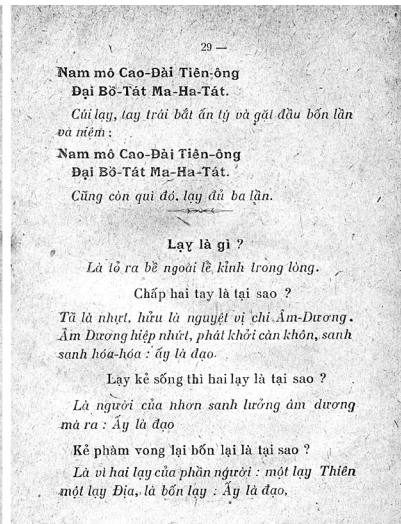 29 —
Nam mô Cao-Đài Tiên-ông
Đại Bồ-Tát Ma-Ha-Tát.
Cúi lạy, tay trái bắt ấn tý và gặt đầu bốn lần
và niệm :
Nam mô Cao-Đài Tiên-ông
Đại Bồ-Tát Ma-Ha-Tát.
Cũng còn quì đó, lạy đủ ba lần.
Lạy là gì ?
Là tỏ ra bề ngoài lễ kỉnh trong lòng.
Chấp hai tay là tại sao ?
Tã là nhựt, hửu là nguyệt vị chi Âm-Dương.
Âm Dương hiệp nhứt, phát khởi càn khôn, sanh
sanh hóa-hóa : ấy là đạo.
Lạy kẻ sống thì hai lạy là tại sao ?
Là người của nhơn sanh lưởng âm dương
mà ra : Ấy là đạo
Kẻ phàm vong lại bốn lại là tại sao ?
Là vì hai lạy của phần người : một lạy Thiên
một lạy Địa, là bốn lạy : Ấy là đạo,